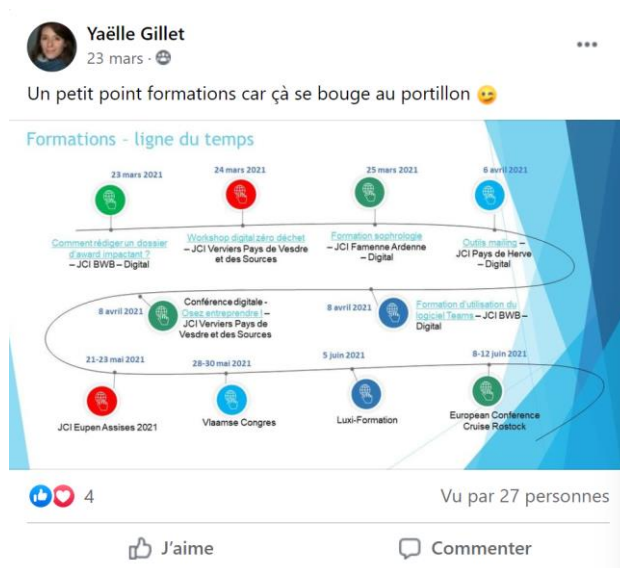 Yaëlle Gillet
23 mars
Un petit point formations car çà se bouge au portillon
Formations - ligne du temps
23 mars 2021
24 mars 2021
25 mars 2021
6 avril 2021
Comment rédiger un dossier
d'award impactant ?
– JCI BWB – Digital
Workshop digital zéro déchet
– JCI Verviers Pays de Vesdre
et des Sources
Formation sophrologie
– JCI Famenne Ardenne
– Digital
Outils mailing –
JCI Pays de Herve
– Digital
8 avril 2021
Conférence digitale -
Osez entreprendre ! –
JCI Verviers Pays de
Vesdre et des Sources
8 avril 2021
Formation d'utilisation du
logiciel Teams – JCI BWB –
Digital
21-23 mai 2021
28-30 mai 2021
5 juin 2021
8-12 juin 2021
JCI Eupen Assises 2021
Vlaamse Congres
Luxi-Formation
European Conference
Cruise Rostock
4
Vu par 27 personnes
J'aime
Commenter